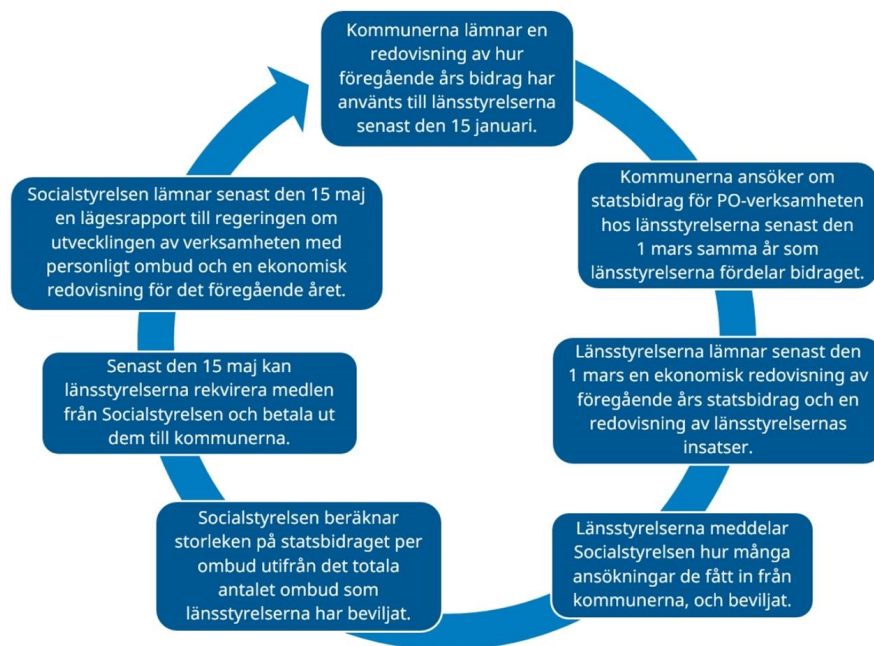 Kommunerna lämnar en
redovisning av hur
föregående års bidrag har
använts till länsstyrelserna
senast den 15 januari.
Kommunerna ansöker om
statsbidrag för PO-verksamheten
hos länsstyrelserna senast den
1 mars samma år som
länsstyrelserna fördelar bidraget.
Länsstyrelserna lämnar senast den
1 mars en ekonomisk redovisning av
föregående års statsbidrag och en
redovisning av länsstyrelsernas
insatser.
Länsstyrelserna meddelar
Socialstyrelsen hur många
ansökningar de fått in från
kommunerna, och beviljat.
Socialstyrelsen beräknar
storleken på statsbidraget per
ombud utifrån det totala
antalet ombud som
länsstyrelserna har beviljat.
Senast den 15 maj kan
länsstyrelserna rekvirera medlen
från Socialstyrelsen och betala ut
dem till kommunerna.
Socialstyrelsen lämnar senast den 15 maj
en lägesrapport till regeringen om
utvecklingen av verksamheten med
personligt ombud och en ekonomisk
redovisning för det föregående året.